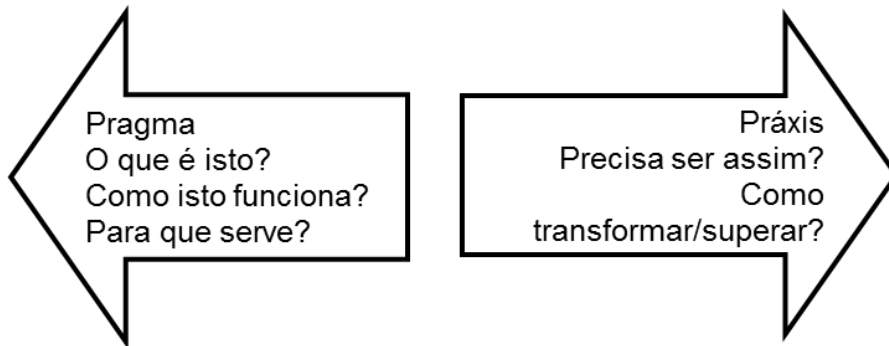 Pragma
O que é isto?
Como isto funciona?
Para que serve?
Práxis
Precisa ser assim?
Como
transformar/superar?